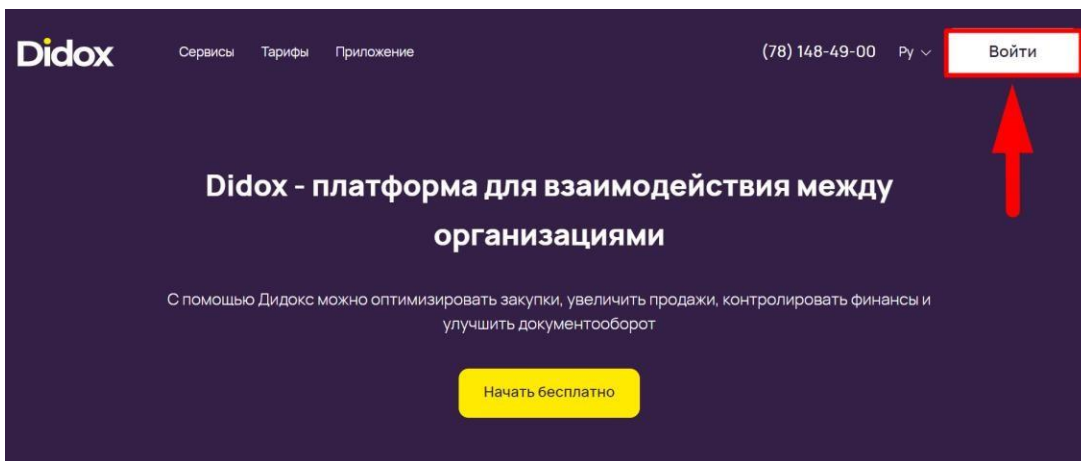 Didox Сервисы Тарифы Приложение (78) 148-49-00 Ру Войти
Didox - платформа для взаимодействия между
организациями
С помощью Дидокс можно оптимизировать закупки, увеличить продажи, контролировать финансы и
улучшить документооборот
Начать бесплатно